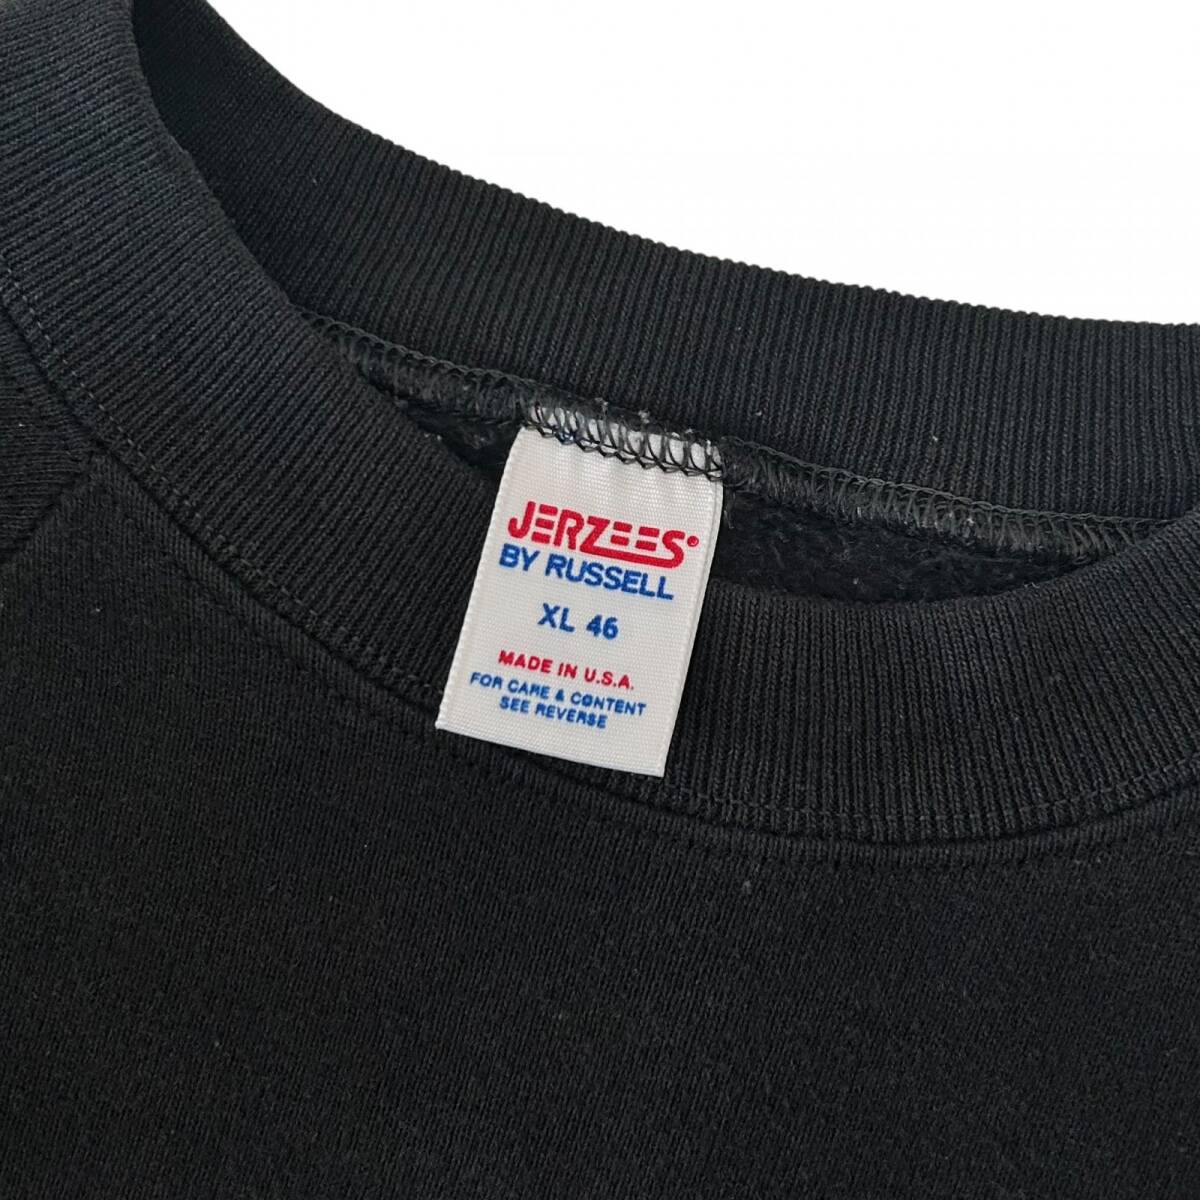 JERZEES®
BY RUSSELL
XL 46
MADE IN U.S.A.
FOR CARE & CONTENT
SEE REVERSE